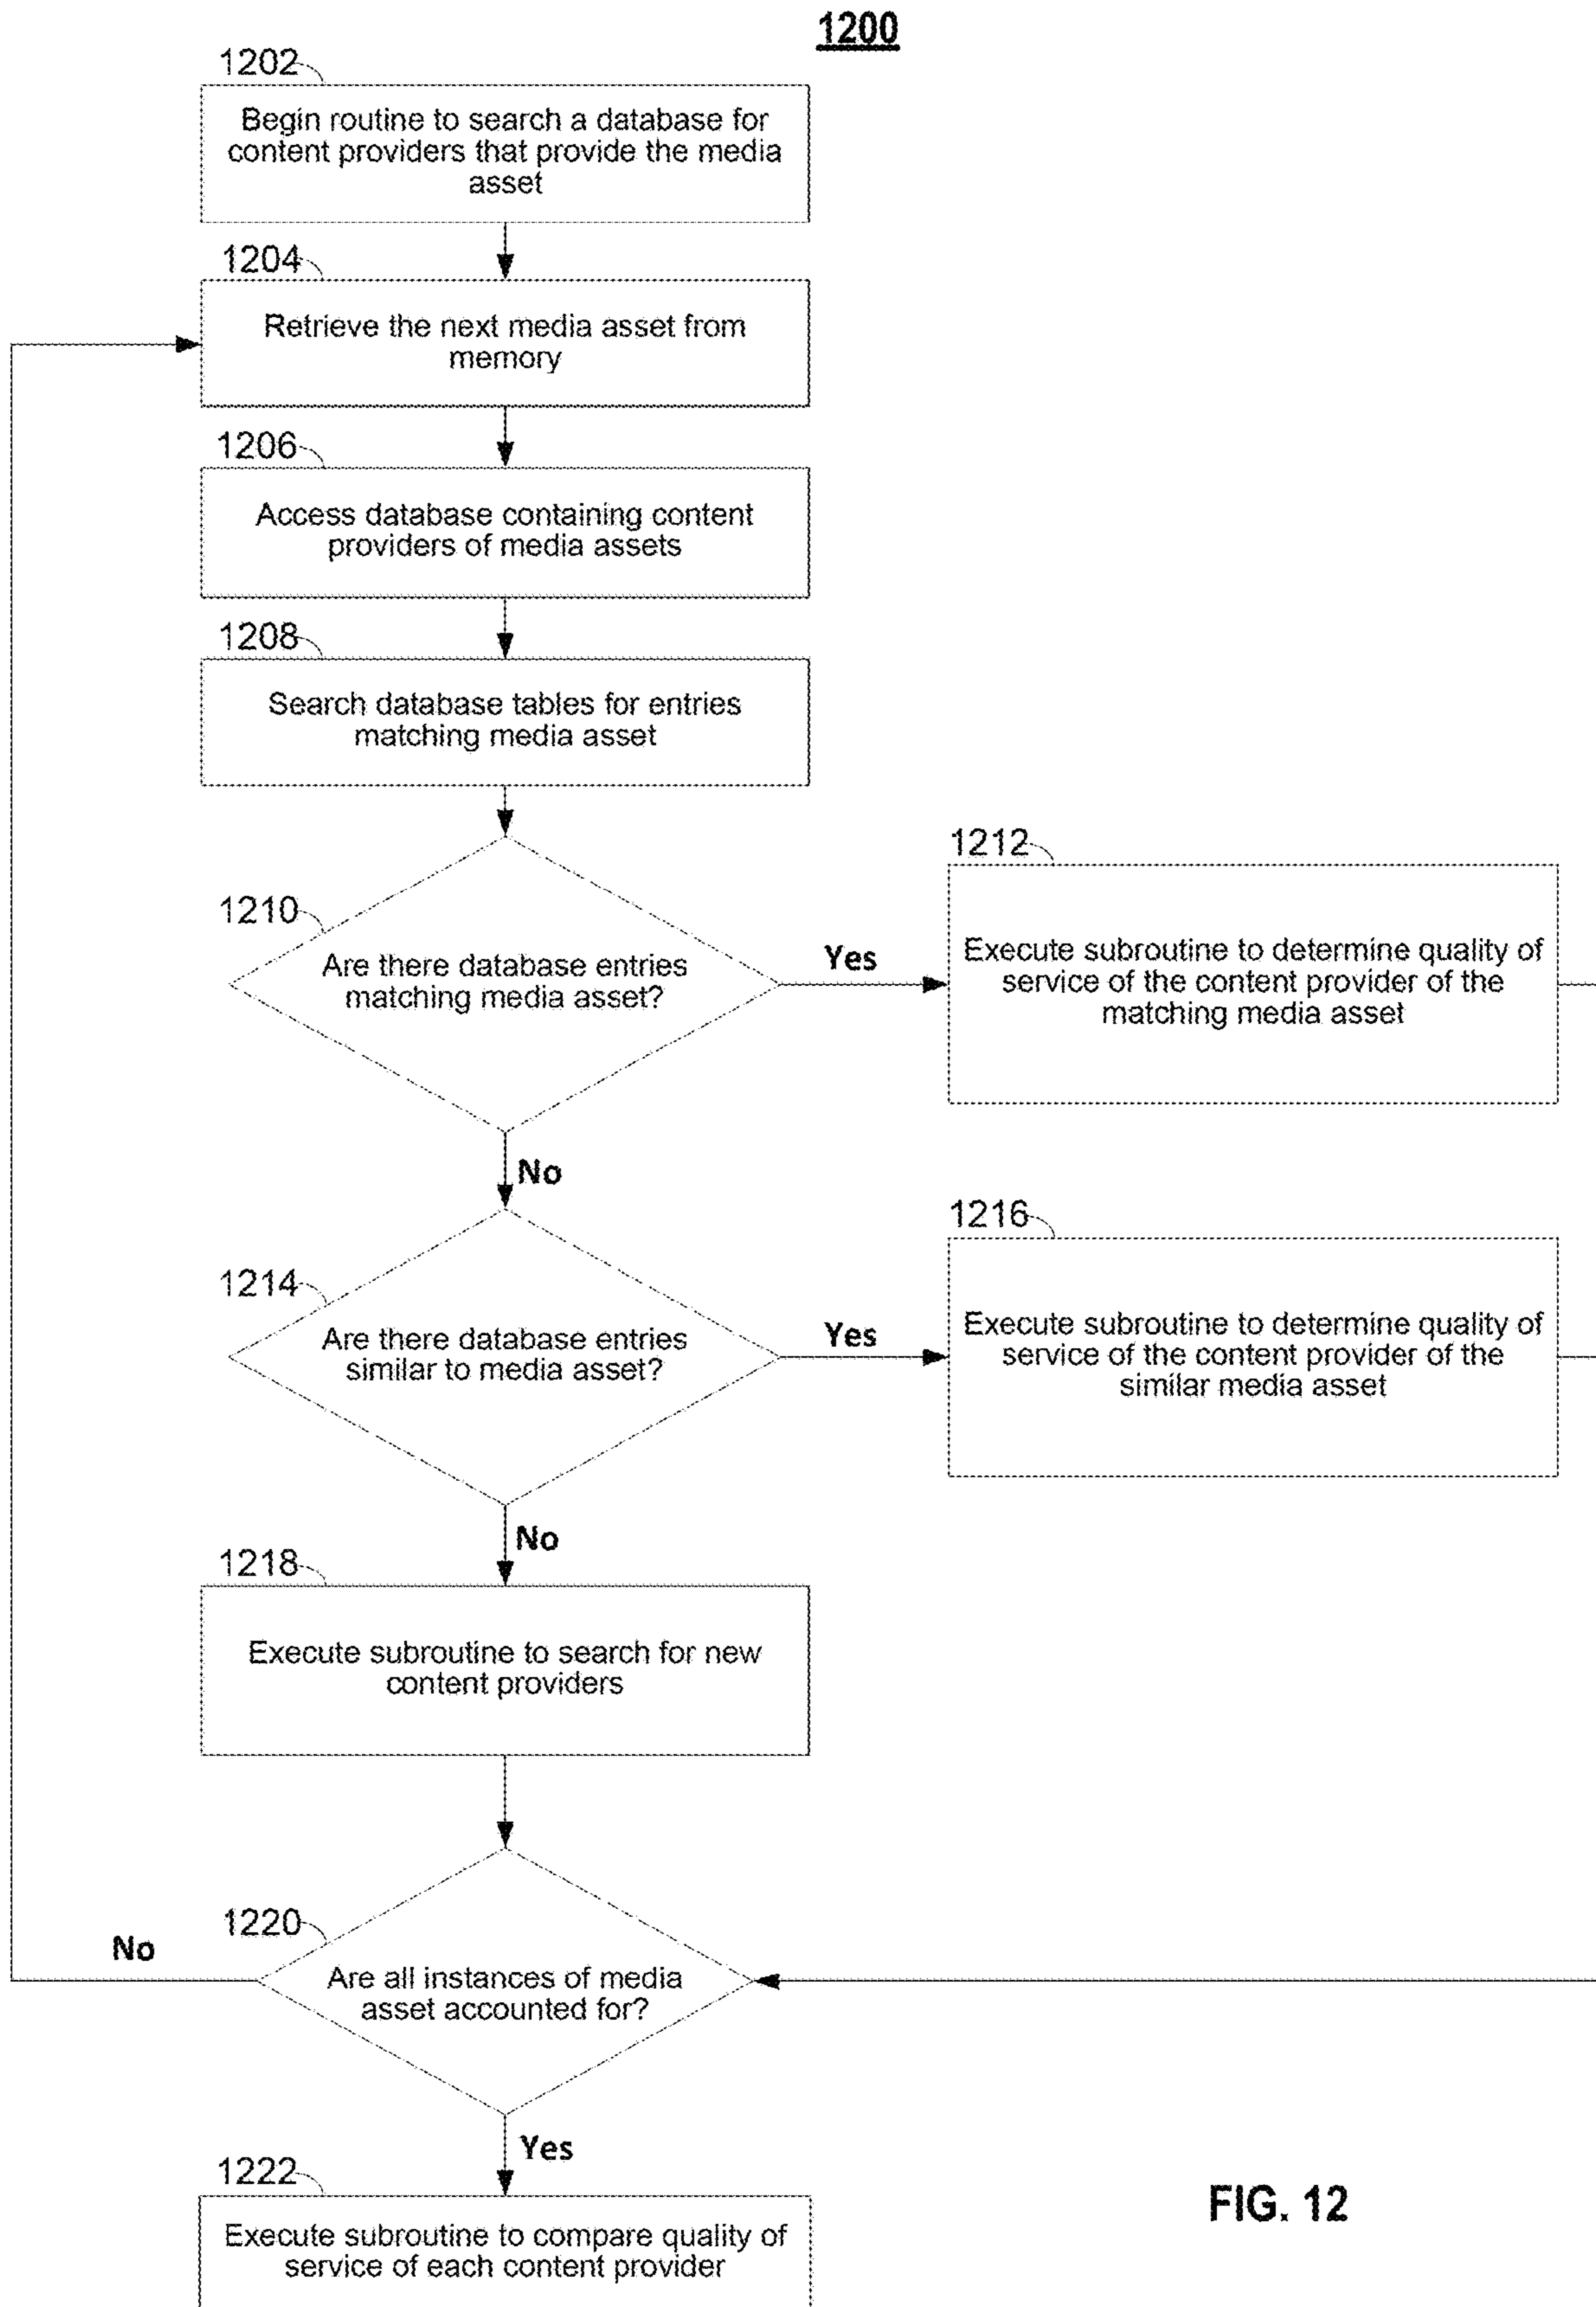 1200
1202
Begin routine to search a database for
content providers that provide the media
asset
1204
Retrieve the next media asset from
memory
1206
Access database containing content
providers of media assets
1208
Search database tables for entries
matching media asset
1210
Are there database entries
matching media asset?
Yes
1212
Execute subroutine to determine quality of
service of the content provider of the
matching media asset
No
1214
Are there database entries
similar to media asset?
Yes
1216
Execute subroutine to determine quality of
service of the content provider of the
similar media asset
No
1218
Execute subroutine to search for new
content providers
1220
Are all instances of media
asset accounted for?
No
Yes
1222
Execute subroutine to compare quality of
service of each content provider
FIG. 12